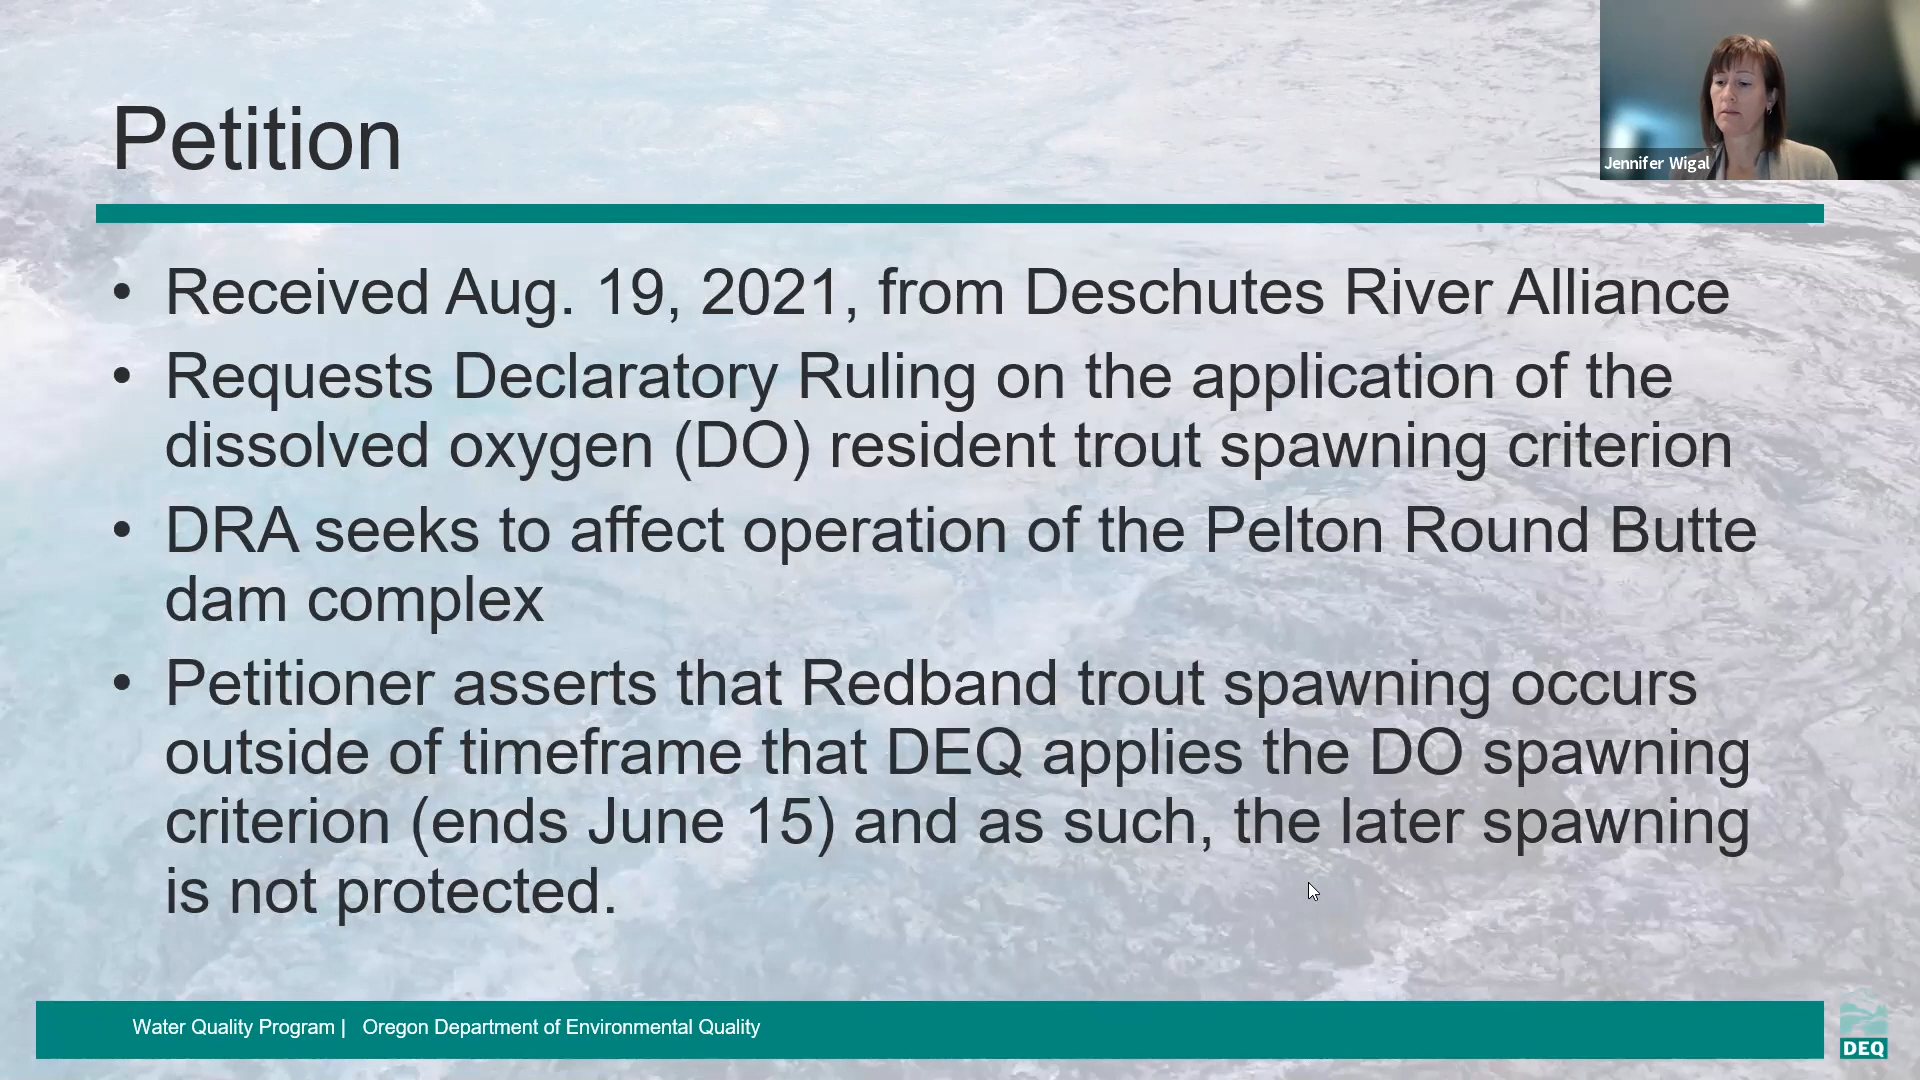 Petition
Jennifer Wigal
• Received Aug. 19, 2021, from Deschutes River Alliance
• Requests Declaratory Ruling on the application of the
dissolved oxygen (DO) resident trout spawning criterion
• DRA seeks to affect operation of the Pelton Round Butte
dam complex
• Petitioner asserts that Redband trout spawning occurs
outside of timeframe that DEQ applies the DO spawning
criterion (ends June 15) and as such, the later spawning
is not protected.
Water Quality Program | Oregon Department of Environmental Quality
DEQ